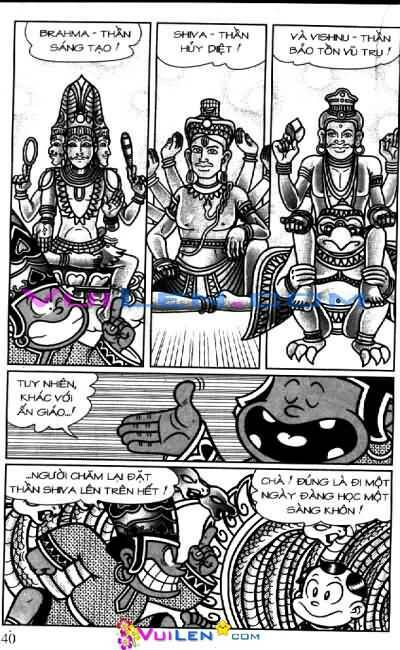 BRAHMA - THẦN
SÁNG TẠO !
SHIVA - THẦN
HỦY DIỆT !
VÀ VISHNU - THẦN
BẢO TỒN VŨ TRỤ !
VUILEN.COM
TUY NHIÊN,
KHÁC VỚI
ẤN GIÁO...!
...NGƯỜI CHĂM LẠI ĐẶT
THẦN SHIVA LÊN TRÊN HẾT !
CHÀ ! ĐÚNG LÀ ĐI MỘT
NGÀY ĐÀNG HỌC MỘT
SÀNG KHÔN !
40
VUILEN.COM